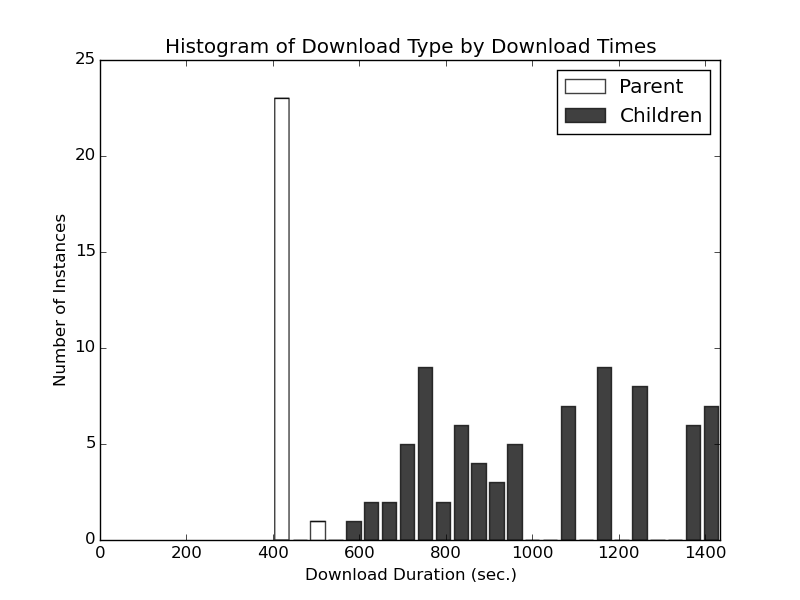 Histogram of Download Type by Download Times
25
20
15
10
5
0
Number of Instances
Parent
Children
0 200 400 600 800 1000 1200 1400
Download Duration (sec.)